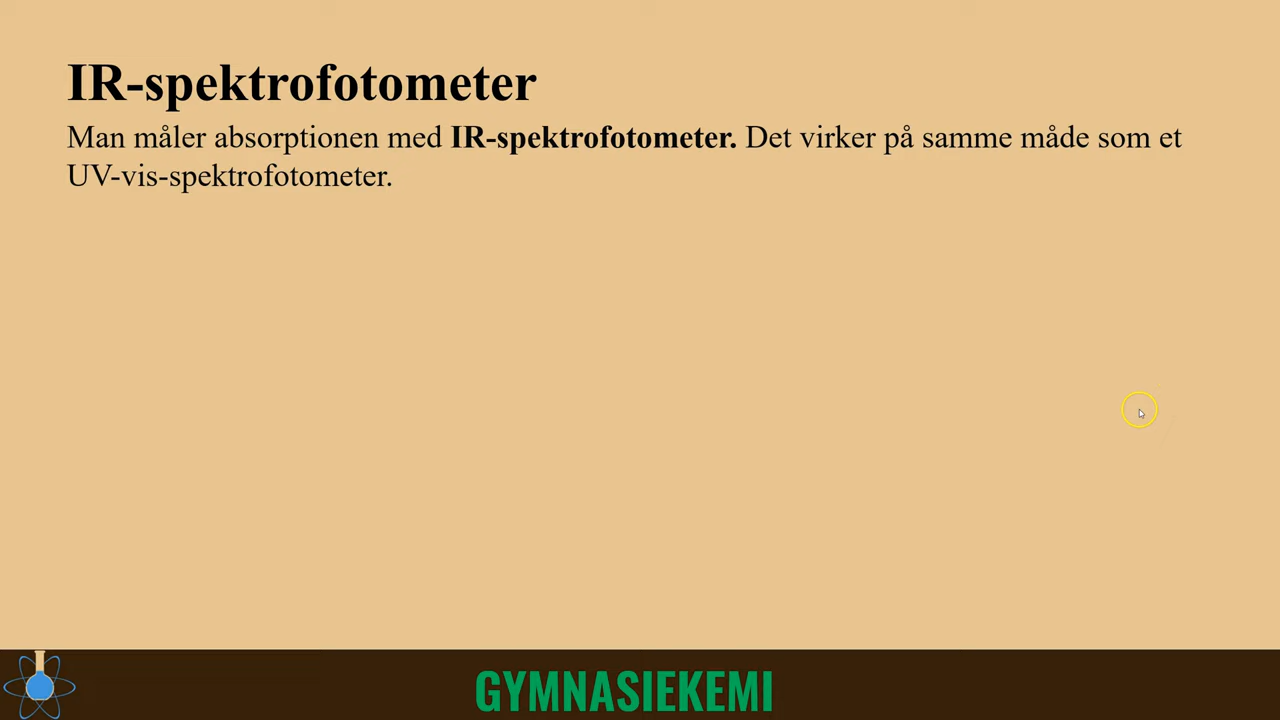 IR-spektrofotometer
Man måler absorptionen med IR-spektrofotometer. Det virker på samme måde som et
UV-vis-spektrofotometer.
GYMNASIEKEMI